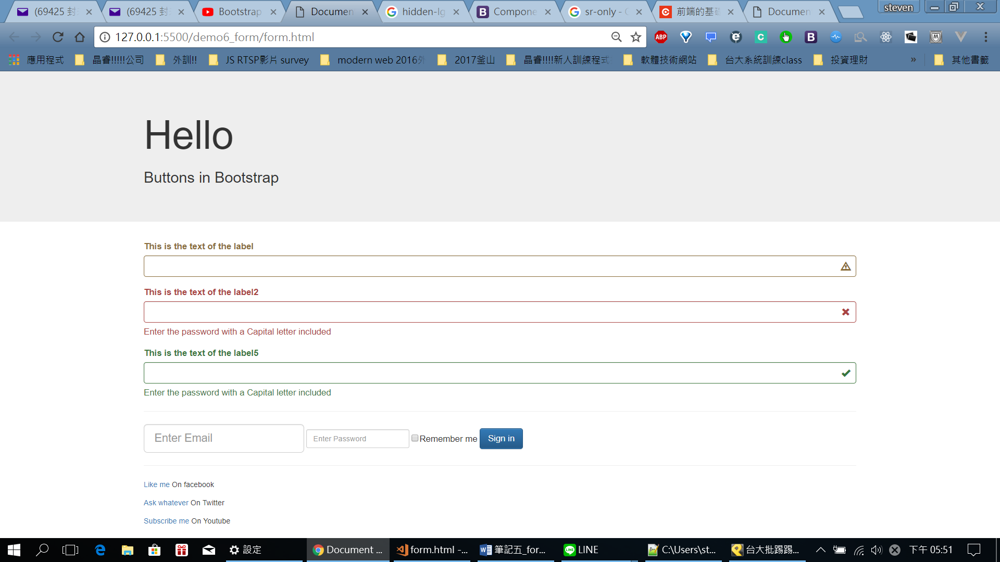 (69425 封
(69425 封
Bootstrap
Documen
hidden-lg
Compone
sr-only - G
前端的基礎
Documen
steven
127.0.0.1:5500/demo6_form/form.html
應用程式
晶睿!!!!!公司
外訓!!
JS RTSP影片 survey
modern web 2016外
2017釜山
晶睿!!!!新人訓練程式
軟體技術網站
台大系統訓練class
投資理財
»
其他書籤
Hello
Buttons in Bootstrap
This is the text of the label
This is the text of the label2
Enter the password with a Capital letter included
This is the text of the label5
Enter the password with a Capital letter included
Enter Email
Enter Password
Remember me
Sign in
Like me On facebook
Ask whatever On Twitter
Subscribe me On Youtube
設定
Document ...
form.html -...
筆記五_for...
LINE
C:\Users\st...
台大批踢踢...
下午 05:51